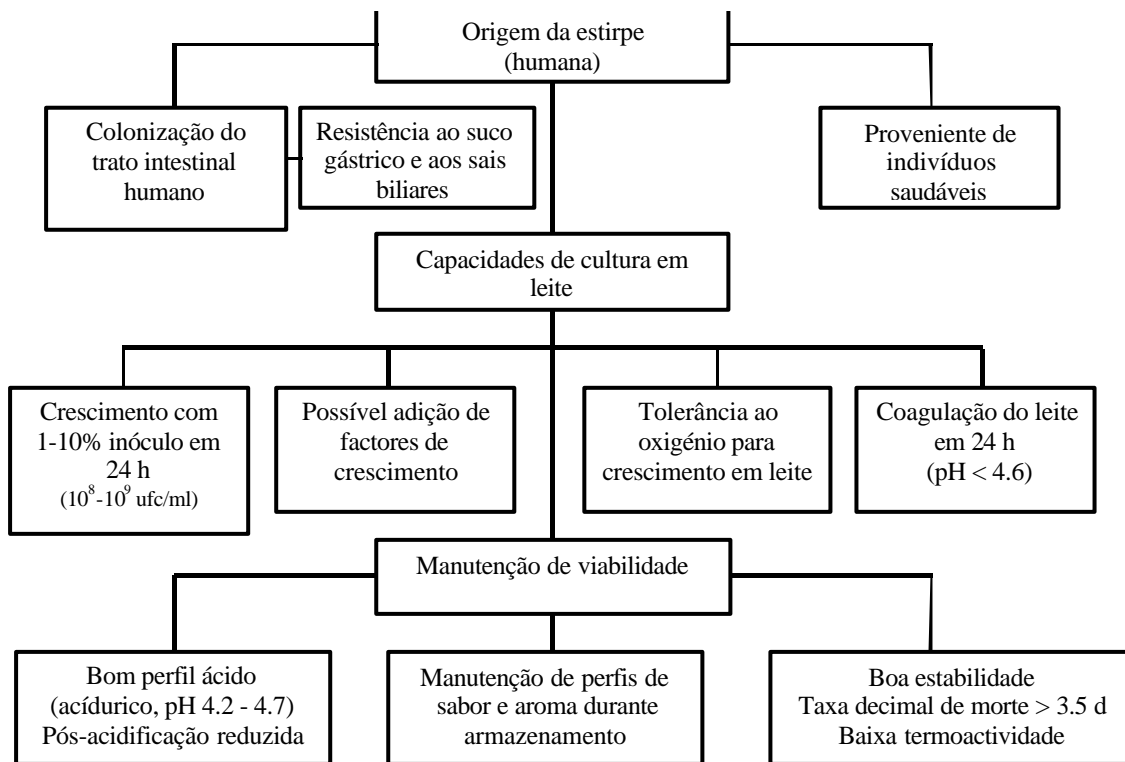 Origem da estirpe
(humana)
Colonização do
trato intestinal
humano
Resistência ao suco
gástrico e aos sais
biliares
Proveniente de
indivíduos
saudáveis
Capacidades de cultura em
leite
Crescimento com
1-10% inóculo em
24 h
(10⁸-10⁹ ufc/ml)
Possível adição de
factores de
crescimento
Tolerância ao
oxigénio para
crescimento em leite
Coagulação do leite
em 24 h
(pH < 4.6)
Manutenção de viabilidade
Bom perfil ácido
(acídurico, pH 4.2 - 4.7)
Pós-acidificação reduzida
Manutenção de perfis de
sabor e aroma durante
armazenamento
Boa estabilidade
Taxa decimal de morte > 3.5 d
Baixa termoactividade